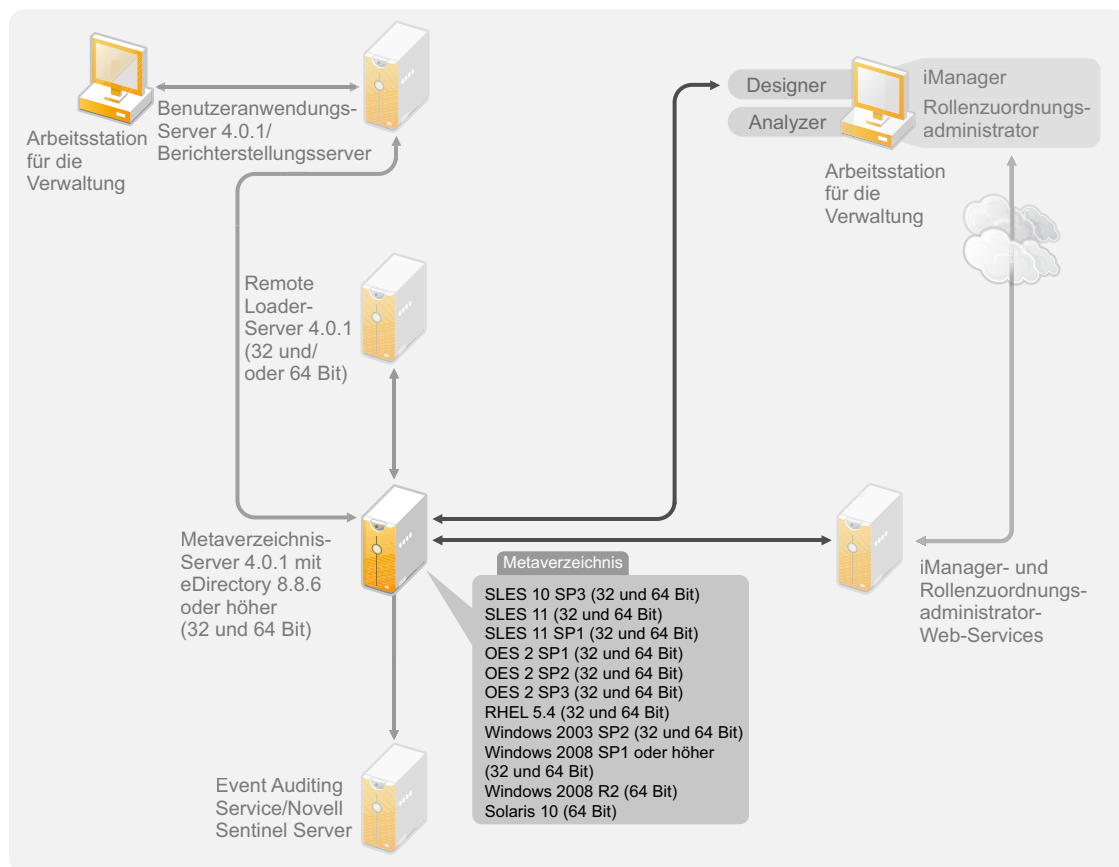 Arbeitsstation
für die
Verwaltung
Benutzeranwendungs-
Server 4.0.1/
Berichterstellungsserver
Designer
Analyzer
iManager
Rollenzuordnungs-
administrator
Arbeitsstation
für die
Verwaltung
Remote
Loader-
Server 4.0.1
(32 und/
oder 64 Bit)
Metaverzeichnis-
Server 4.0.1 mit
eDirectory 8.8.6
oder höher
(32 und 64 Bit)
Metaverzeichnis
SLES 10 SP3 (32 und 64 Bit)
SLES 11 (32 und 64 Bit)
SLES 11 SP1 (32 und 64 Bit)
OES 2 SP1 (32 und 64 Bit)
OES 2 SP2 (32 und 64 Bit)
OES 2 SP3 (32 und 64 Bit)
RHEL 5.4 (32 und 64 Bit)
Windows 2003 SP2 (32 und 64 Bit)
Windows 2008 SP1 oder höher
(32 und 64 Bit)
Windows 2008 R2 (64 Bit)
Solaris 10 (64 Bit)
iManager- und
Rollenzuordnungs-
administrator-
Web-Services
Event Auditing
Service/Novell
Sentinel Server